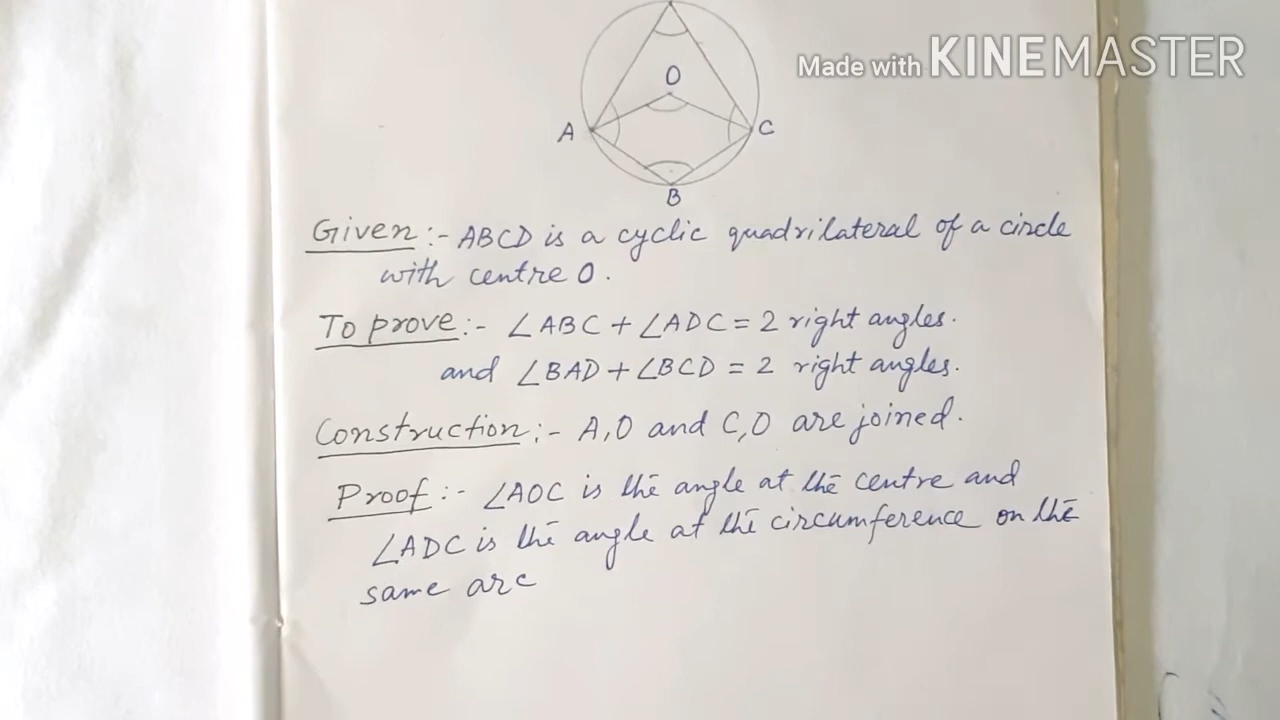 Made with KINEMASTER
O
A
C
B
Given :- ABCD is a cyclic quadrilateral of a circle
with centre O.
To prove :- ∠ABC + ∠ADC = 2 right angles.
and ∠BAD + ∠BCD = 2 right angles.
Construction :- A,O and C,O are joined.
Proof :- ∠AOC is the angle at the centre and
∠ADC is the angle at the circumference on the
same arc